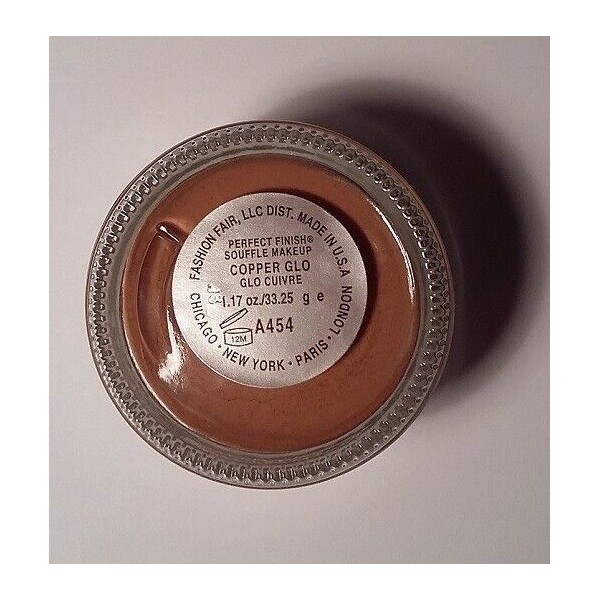 FASHION FAIR, LLC DIST. MADE IN U.S.A
PERFECT FINISH®
SOUFFLE MAKEUP
COPPER GLO
GLO CUIVRE
1.17 oz./33.25 g e
12M
A454
CHICAGO · NEW YORK · PARIS · LONDON